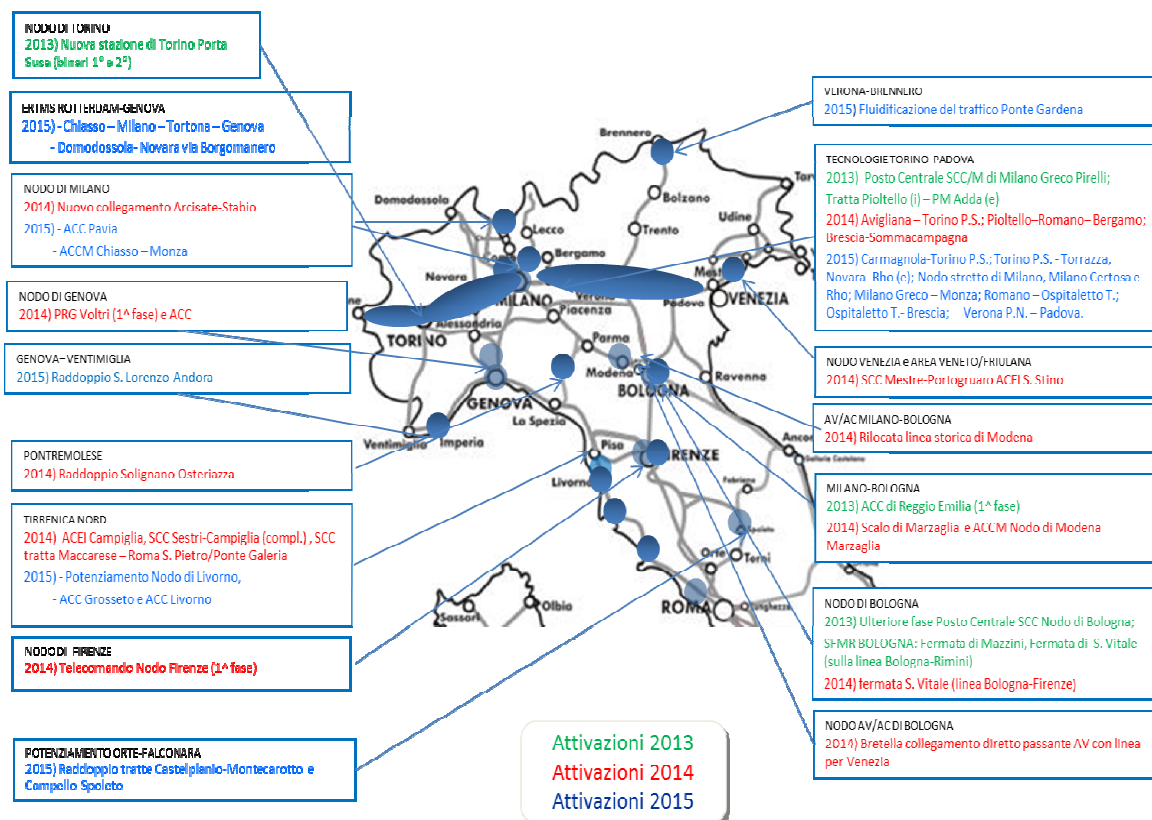 NODO DI TORINO
2013) Nuova stazione di Torino Porta
Susa (binari 1° e 2°)
ERTMS ROTTERDAM-GENOVA
2015) - Chiasso – Milano – Tortona – Genova
- Domodossola- Novara via Borgomanero
NODO DI MILANO
2014) Nuovo collegamento Arcisate-Stabio
2015) - ACC Pavia
- ACCM Chiasso – Monza
NODO DI GENOVA
2014) PRG Voltri (1^ fase) e ACC
GENOVA – VENTIMIGLIA
2015) Raddoppio S. Lorenzo Andora
PONTREMOLESE
2014) Raddoppio Solignano Osteriazza
TIRRENICA NORD
2014) ACEI Campiglia, SCC Sestri-Campiglia (compl.) , SCC
tratta Maccarese – Roma S. Pietro/Ponte Galeria
2015) - Potenziamento Nodo di Livorno,
- ACC Grosseto e ACC Livorno
NODO DI FIRENZE
2014) Telecomando Nodo Firenze (1^ fase)
POTENZIAMENTO ORTE-FALCONARA
2015) Raddoppio tratte Castelplanio-Montecarotto e
Campello Spoleto
Brennero
Domodossola
Bolzano
Udine
Lecco
Trento
Bergamo
Novara
MILANO
Verona
Padova
VENEZIA
TORINO
Alessandria
Piacenza
Parma
Modena
BOLOGNA
Ravenna
GENOVA
La Spezia
Ventimiglia
Imperia
Pisa
RENZE
Livorno
Ancon
Fabriano
Spoleto
Orte
Terni
ROMA
Olbia
Sassari
VERONA-BRENNERO
2015) Fluidificazione del traffico Ponte Gardena
TECNOLOGIE TORINO PADOVA
2013) Posto Centrale SCC/M di Milano Greco Pirelli;
Tratta Pioltello (i) – PM Adda (e)
2014) Avigliana – Torino P.S.; Pioltello–Romano– Bergamo;
Brescia-Sommacampagna
2015) Carmagnola-Torino P.S.; Torino P.S. - Torrazza,
Novara Rho (e); Nodo stretto di Milano, Milano Certosa e
Rho; Milano Greco – Monza; Romano – Ospitaletto T.;
Ospitaletto T.- Brescia; Verona P.N. – Padova.
NODO VENEZIA e AREA VENETO/FRIULANA
2014) SCC Mestre-Portogruaro ACEI S. Stino
AV/AC MILANO-BOLOGNA
2014) Rilocata linea storica di Modena
MILANO-BOLOGNA
2013) ACC di Reggio Emilia (1^ fase)
2014) Scalo di Marzaglia e ACCM Nodo di Modena
Marzaglia
NODO DI BOLOGNA
2013) Ulteriore fase Posto Centrale SCC Nodo di Bologna;
SFMR BOLOGNA: Fermata di Mazzini, Fermata di S. Vitale
(sulla linea Bologna-Rimini)
2014) fermata S. Vitale (linea Bologna-Firenze)
NODO AV/AC DI BOLOGNA
2014) Bretella collegamento diretto passante AV con linea
per Venezia
Attivazioni 2013
Attivazioni 2014
Attivazioni 2015